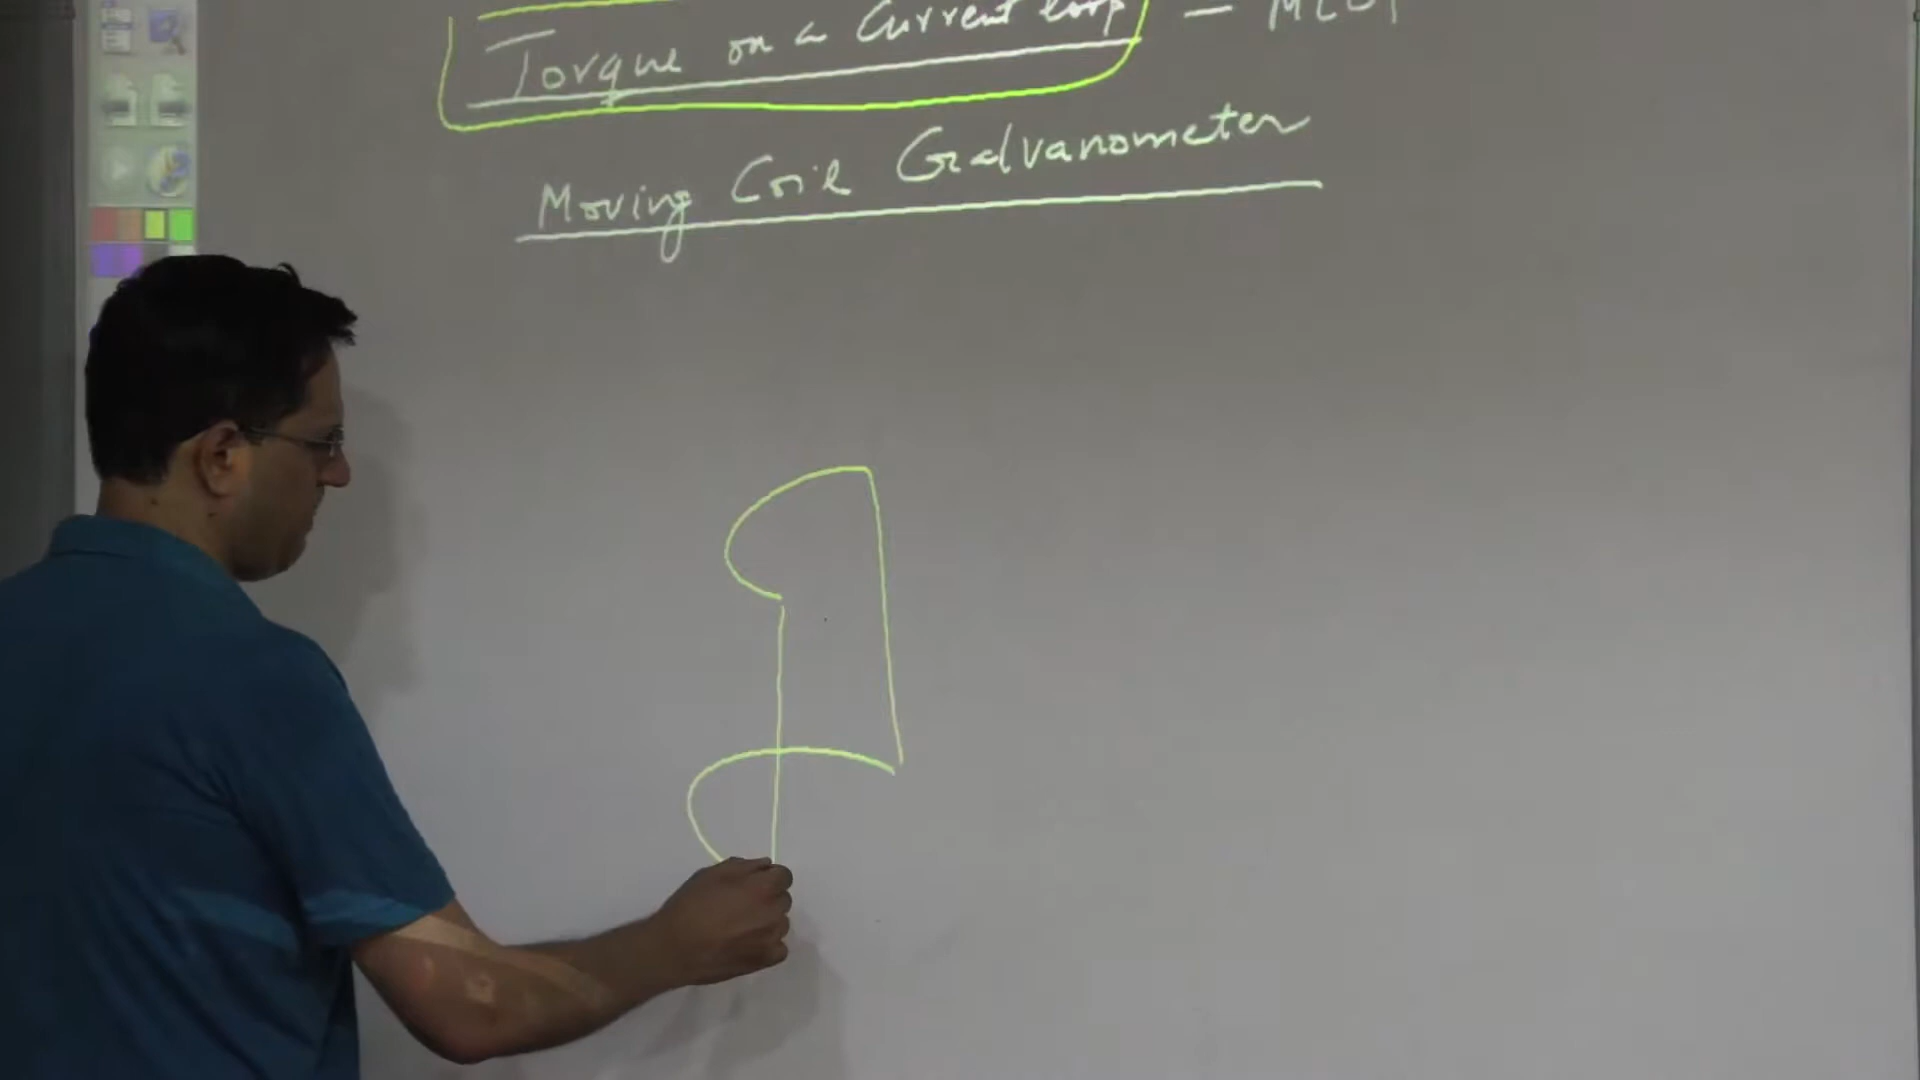 Torque on a Current loop –
Moving Coil Galvanometer